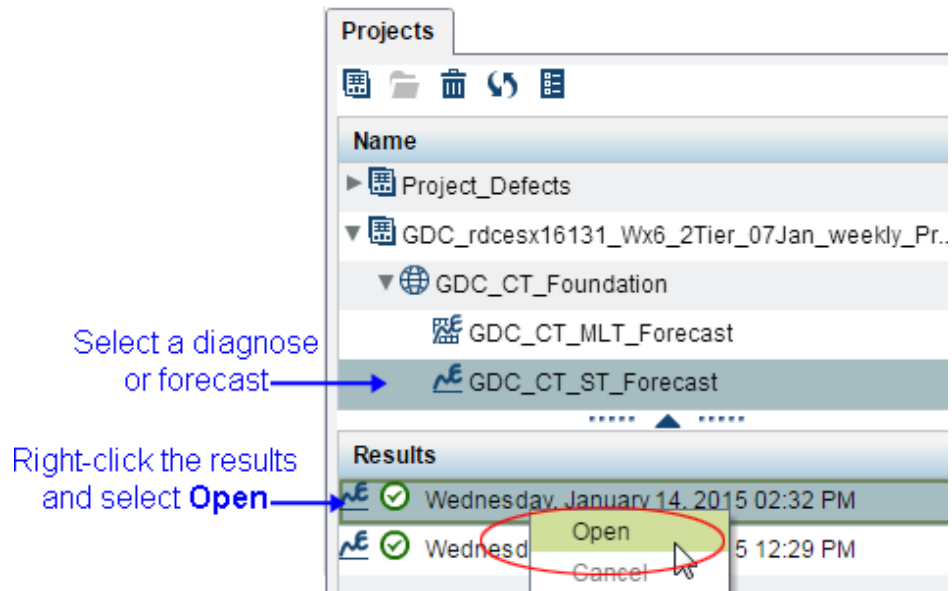 Projects
Name
Project_Defects
GDC_rdcesx16131_Wx6_2Tier_07Jan_weekly_Pr..
GDC_CT_Foundation
GDC_CT_MLT_Forecast
Select a diagnose
or forecast
GDC_CT_ST_Forecast
Results
Right-click the results
and select Open
Wednesday, January 14, 2015 02:32 PM
Open
Wednesd 5 12:29 PM
Cancel